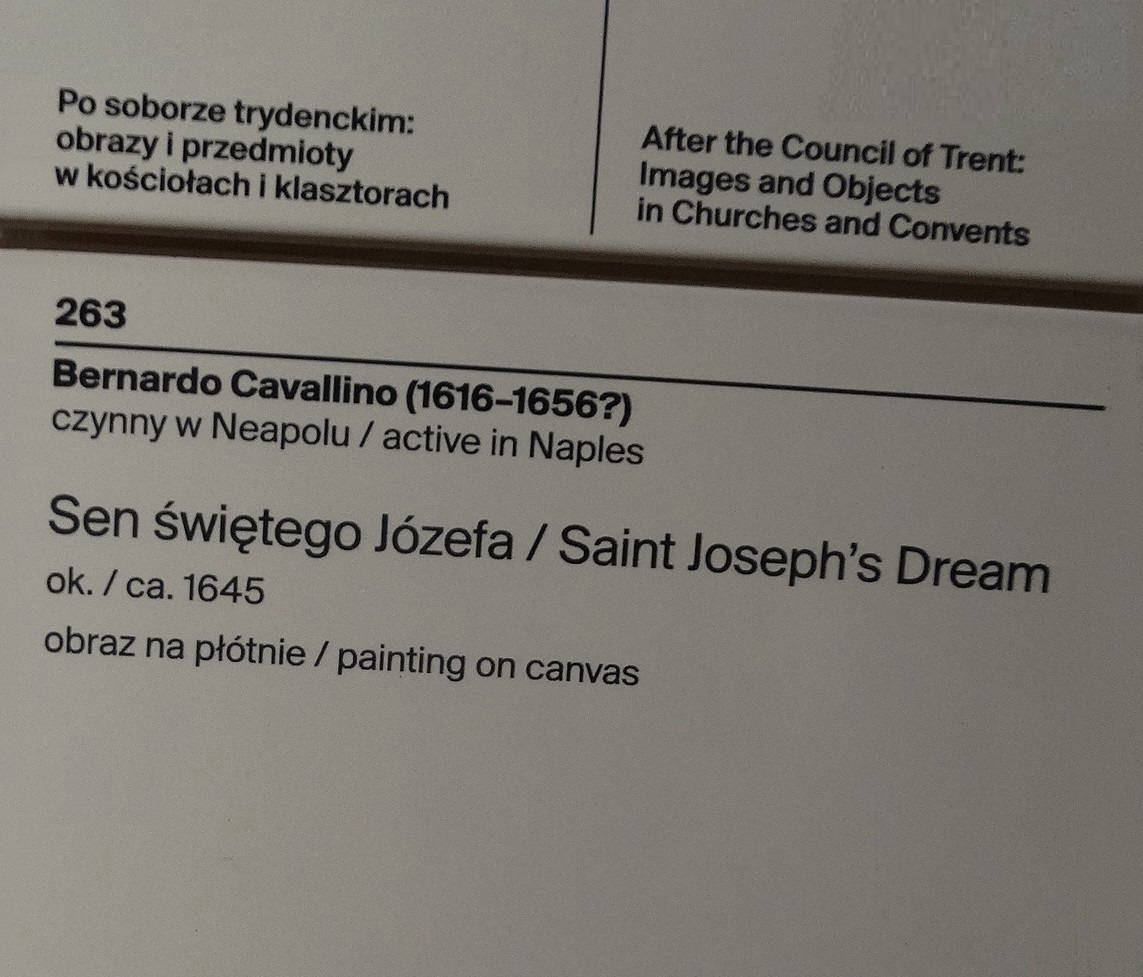 Po soborze trydenckim:
obrazy i przedmioty
w kościołach i klasztorach
After the Council of Trent:
Images and Objects
in Churches and Convents
263
Bernardo Cavallino (1616–1656?)
czynny w Neapolu / active in Naples
Sen świętego Józefa / Saint Joseph’s Dream
ok. / ca. 1645
obraz na płótnie / painting on canvas